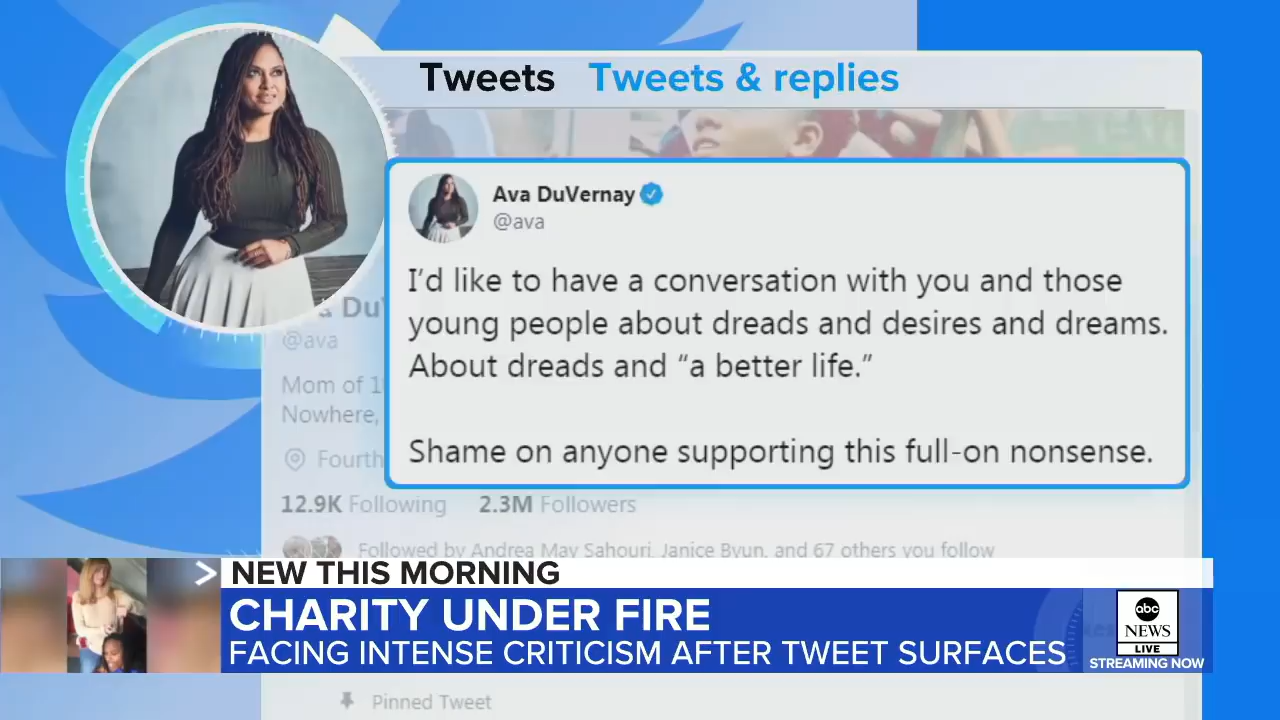 Tweets Tweets & replies
Ava DuVernay
@ava
I'd like to have a conversation with you and those
young people about dreads and desires and dreams.
About dreads and “a better life.”
Shame on anyone supporting this full-on nonsense.
@ava
Mom of
Nowhere,
12.9K Following 2.3M Followers
Followed by Andrea May Sahouri, Janice Byun, and 67 others you follow
> NEW THIS MORNING
CHARITY UNDER FIRE
FACING INTENSE CRITICISM AFTER TWEET SURFACES
abc
NEWS
LIVE
STREAMING NOW
Pinned Tweet